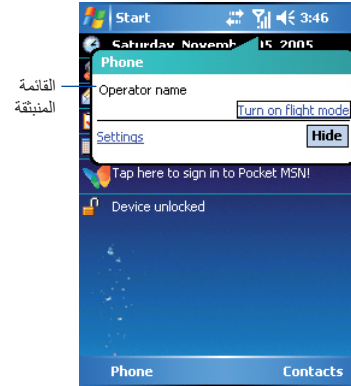 Start 3:46
Saturday, Novemb 15, 2005
Phone
القائمة
المنبثقة
Operator name
Turn on flight mode
Settings
Hide
Tap here to sign in to Pocket MSN!
Device unlocked
Phone Contacts